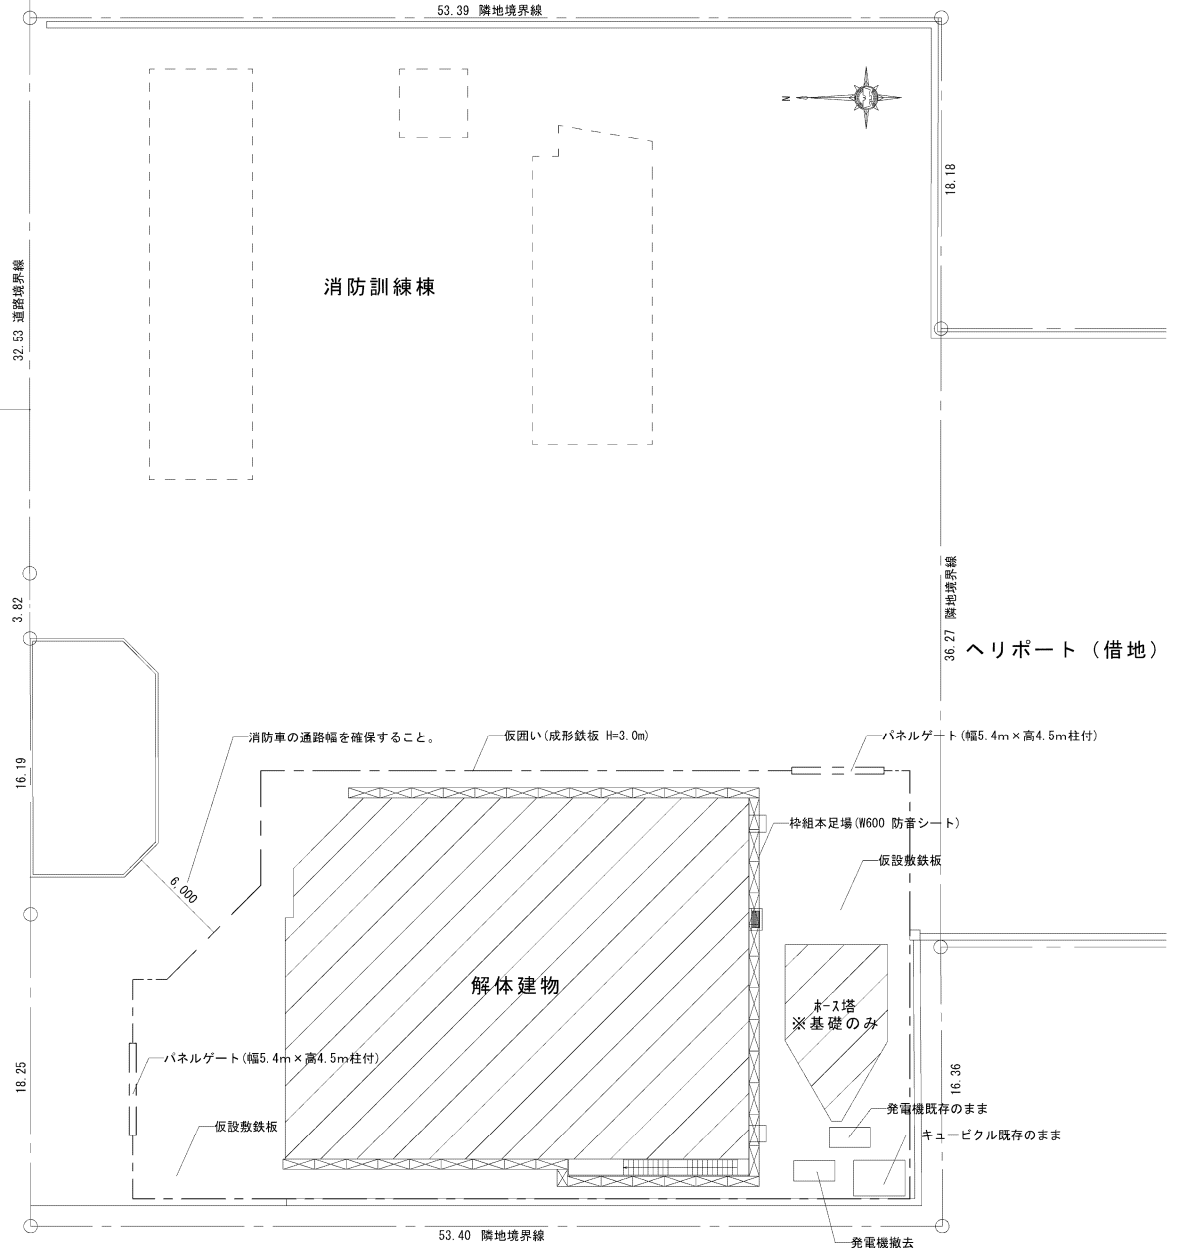 53.39 隣地境界線
N
18.18
消防訓練棟
32.53 道路境界線
36.27 隣地境界線
3.82
ヘリポート（借地）
消防車の通路幅を確保すること。
仮囲い(成形鉄板 H=3.0m)
パネルゲート(幅5.4ｍ×高4.5ｍ柱付)
16.19
枠組本足場(W600 防音シート)
仮設敷鉄板
6,000
解体建物
ホース塔
※基礎のみ
パネルゲート(幅5.4ｍ×高4.5ｍ柱付)
18.25
16.36
発電機既存のまま
仮設敷鉄板
キュービクル既存のまま
53.40 隣地境界線
発電機撤去